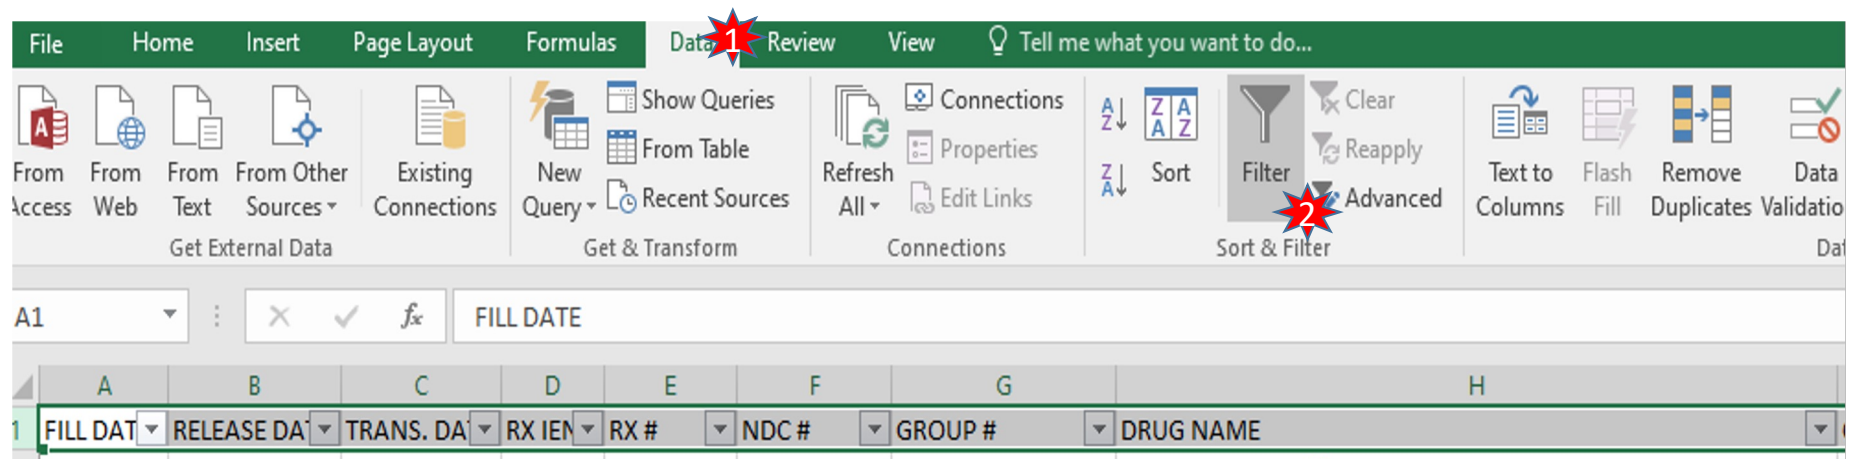 File Home Insert Page Layout Formulas Data 1 Review View Tell me what you want to do...
Show Queries Connections A Z Z A A Z Clear
From Table Properties Reapply
From From From From Other Existing New Refresh Z Sort Filter Text to Flash Remove Data
Access Web Text Sources Connections Query Recent Sources All Edit Links A 2 Advanced Columns Fill Duplicates Validatio
Get External Data Get & Transform Connections Sort & Filter Dat
A1 fx FILL DATE
A B C D E F G H
1 FILL DAT RELEASE DA TRANS. DA RX IEN RX # NDC # GROUP # DRUG NAME